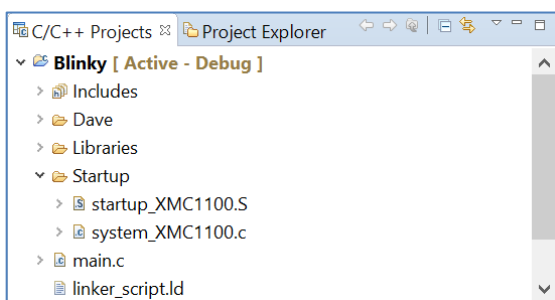 C/C++ Projects Project Explorer
Blinky [ Active - Debug ]
Includes
Dave
Libraries
Startup
startup_XMC1100.S
system_XMC1100.c
main.c
linker_script.ld